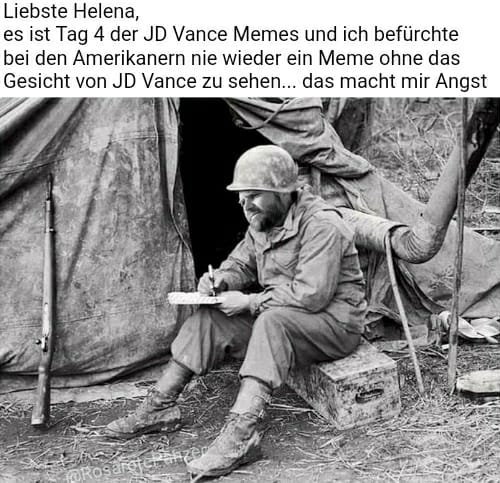 Liebste Helena,
es ist Tag 4 der JD Vance Memes und ich befürchte
bei den Amerikanern nie wieder ein Meme ohne das
Gesicht von JD Vance zu sehen... das macht mir Angst